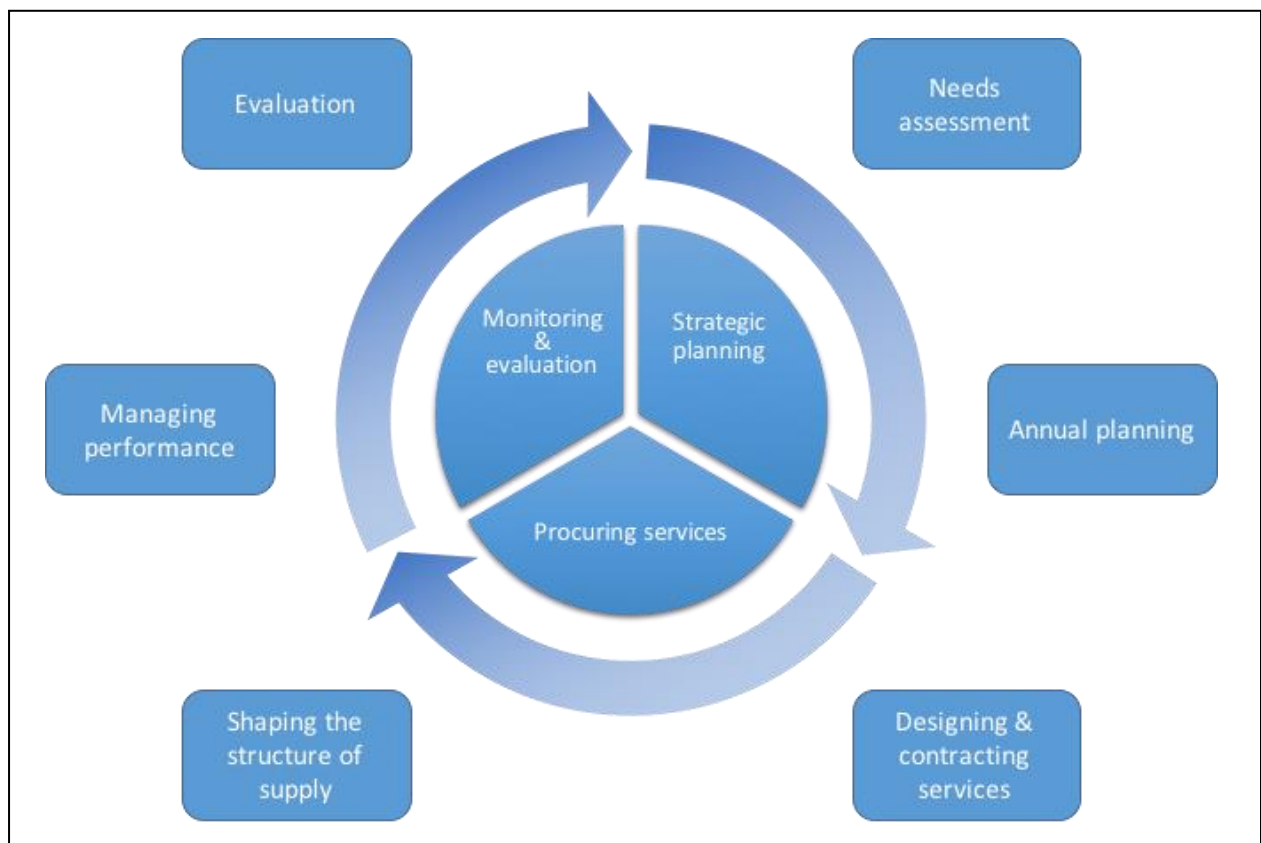 Evaluation
Needs
assessment
Monitoring
&
evaluation
Strategic
planning
Managing
performance
Annual planning
Procuring services
Shaping the
structure of
supply
Designing &
contracting
services